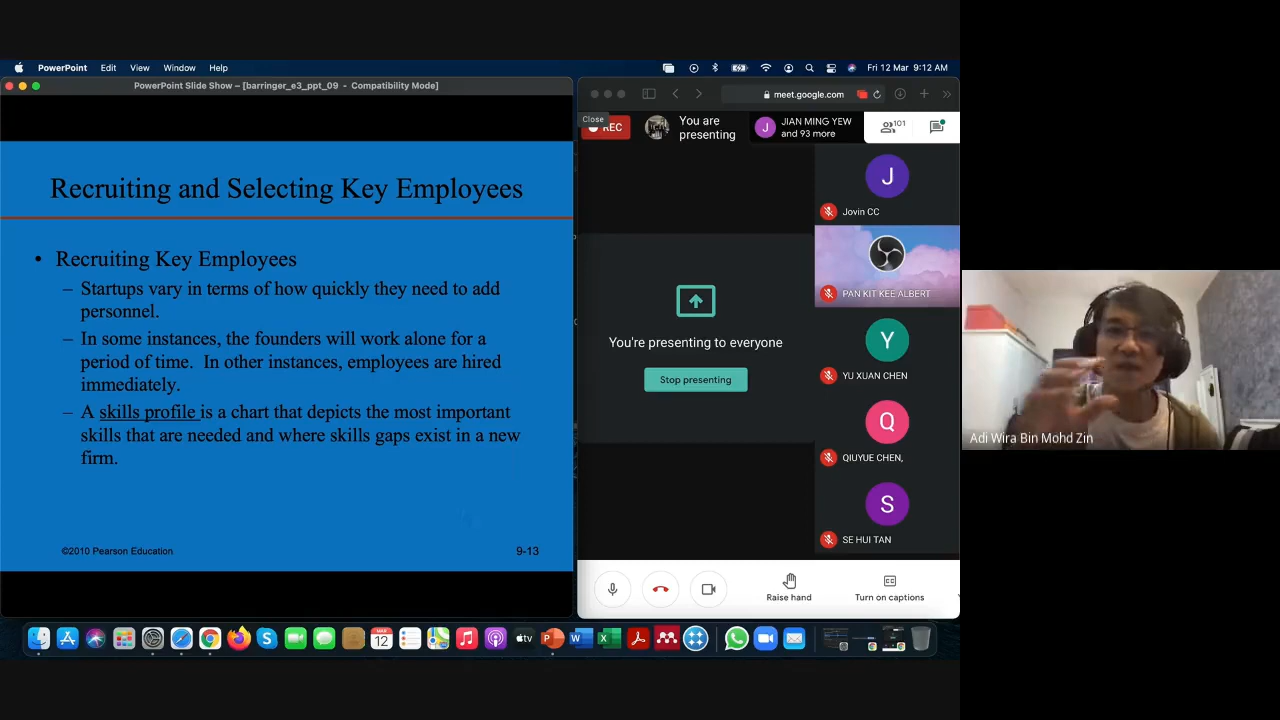 PowerPoint Edit View Window Help
Fri 12 Mar 9:12 AM
PowerPoint Slide Show – [barringer_e3_ppt_09 - Compatibility Mode]
Recruiting and Selecting Key Employees
• Recruiting Key Employees
– Startups vary in terms of how quickly they need to add
personnel.
– In some instances, the founders will work alone for a
period of time. In other instances, employees are hired
immediately.
– A skills profile is a chart that depicts the most important
skills that are needed and where skills gaps exist in a new
firm.
©2010 Pearson Education
9-13
meet.google.com
Close
REC
You are
presenting
J
JIAN MING YEW
and 93 more
101
J
Jovin CC
PAN KIT KEE ALBERT
You're presenting to everyone
Stop presenting
Y
YU XUAN CHEN
Q
QIUYUE CHEN,
S
SE HUI TAN
Raise hand
Turn on captions
Adi Wira Bin Mohd Zin
MAR
12
tv
P
W
X